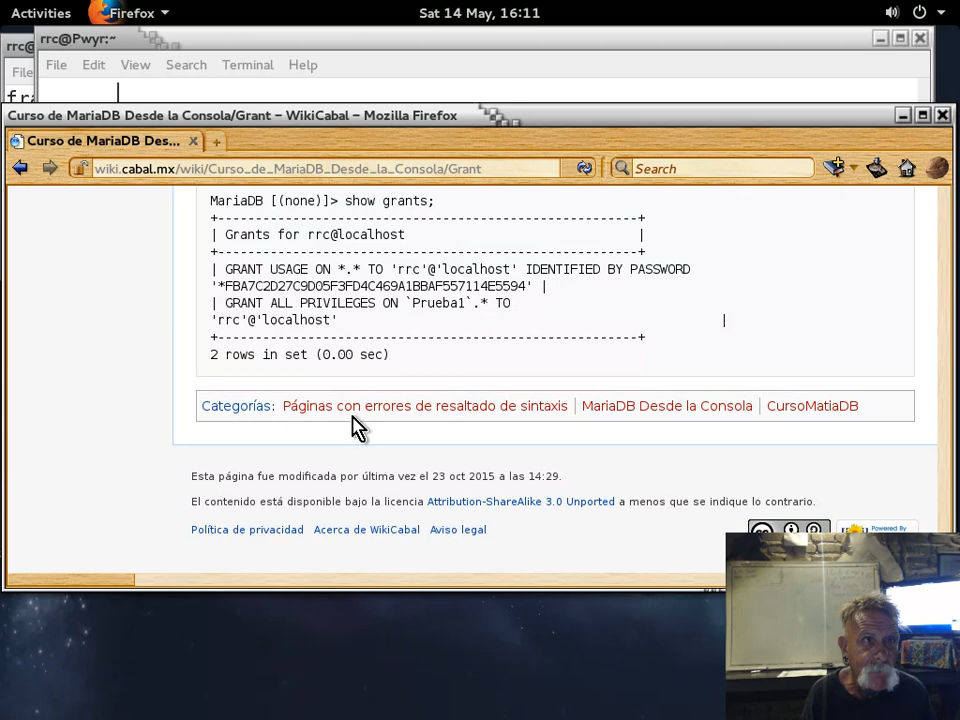 Activities Firefox Sat 14 May, 16:11
rrc@ rrc@Pwyr:~
File File Edit View Search Terminal Help
fr
Curso de MariaDB Desde la Consola/Grant – WikiCabal – Mozilla Firefox
Curso de MariaDB Des... × +
wiki.cabal.mx/wiki/Curso_de_MariaDB_Desde_la_Consola/Grant Search
MariaDB [(none)]> show grants;
+--------------------------------------------------------+
| Grants for rrc@localhost |
+--------------------------------------------------------+
| GRANT USAGE ON *.* TO 'rrc'@'localhost' IDENTIFIED BY PASSWORD
'*FBA7C2D27C9D05F3FD4C469A1BBAF557114E5594' |
| GRANT ALL PRIVILEGES ON `Prueba1`.* TO
'rrc'@'localhost' |
+--------------------------------------------------------+
2 rows in set (0.00 sec)
Categorías: Páginas con errores de resaltado de sintaxis | MariaDB Desde la Consola | CursoMatiaDB
Esta página fue modificada por última vez el 23 oct 2015 a las 14:29.
El contenido está disponible bajo la licencia Attribution-ShareAlike 3.0 Unported a menos que se indique lo contrario.
Política de privacidad Acerca de WikiCabal Aviso legal
cc Powered By